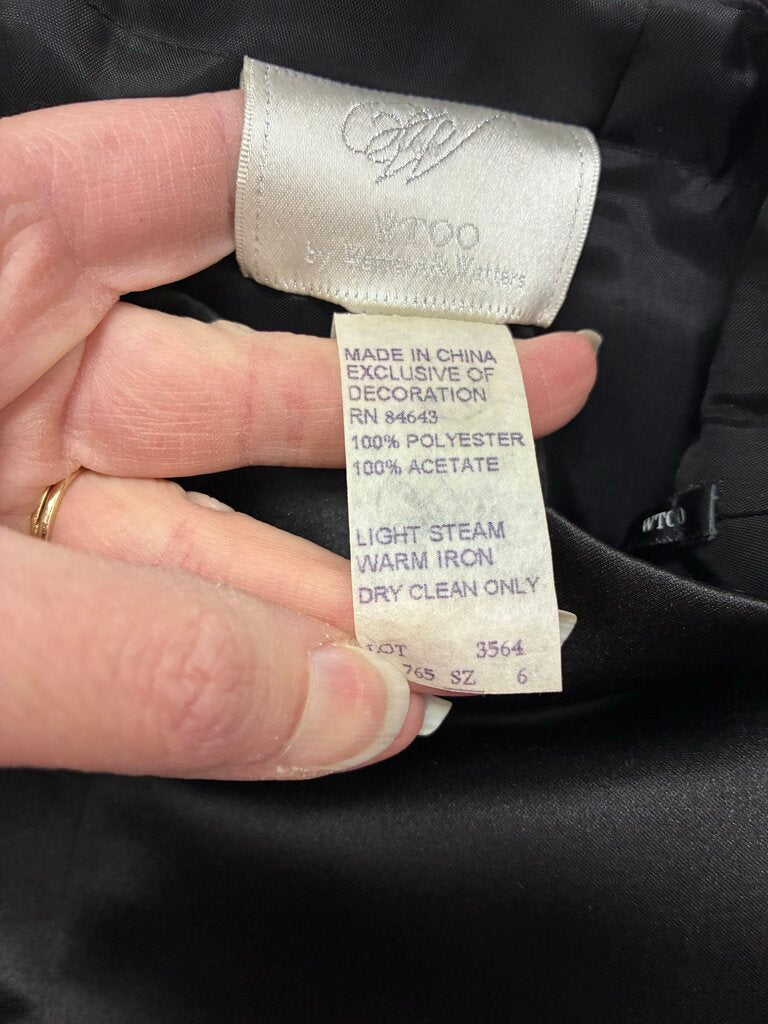 WTOO
by Watters & Watters
MADE IN CHINA
EXCLUSIVE OF
DECORATION
RN 84643
100% POLYESTER
100% ACETATE
LIGHT STEAM
WARM IRON
DRY CLEAN ONLY
LOT 3564
765 SZ 6
WTOO